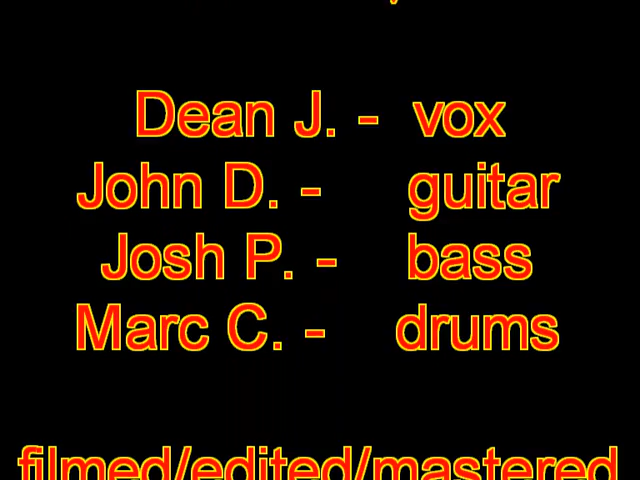 Dean J. - vox
John D. - guitar
Josh P. - bass
Marc C. - drums
filmed/edited/mastered